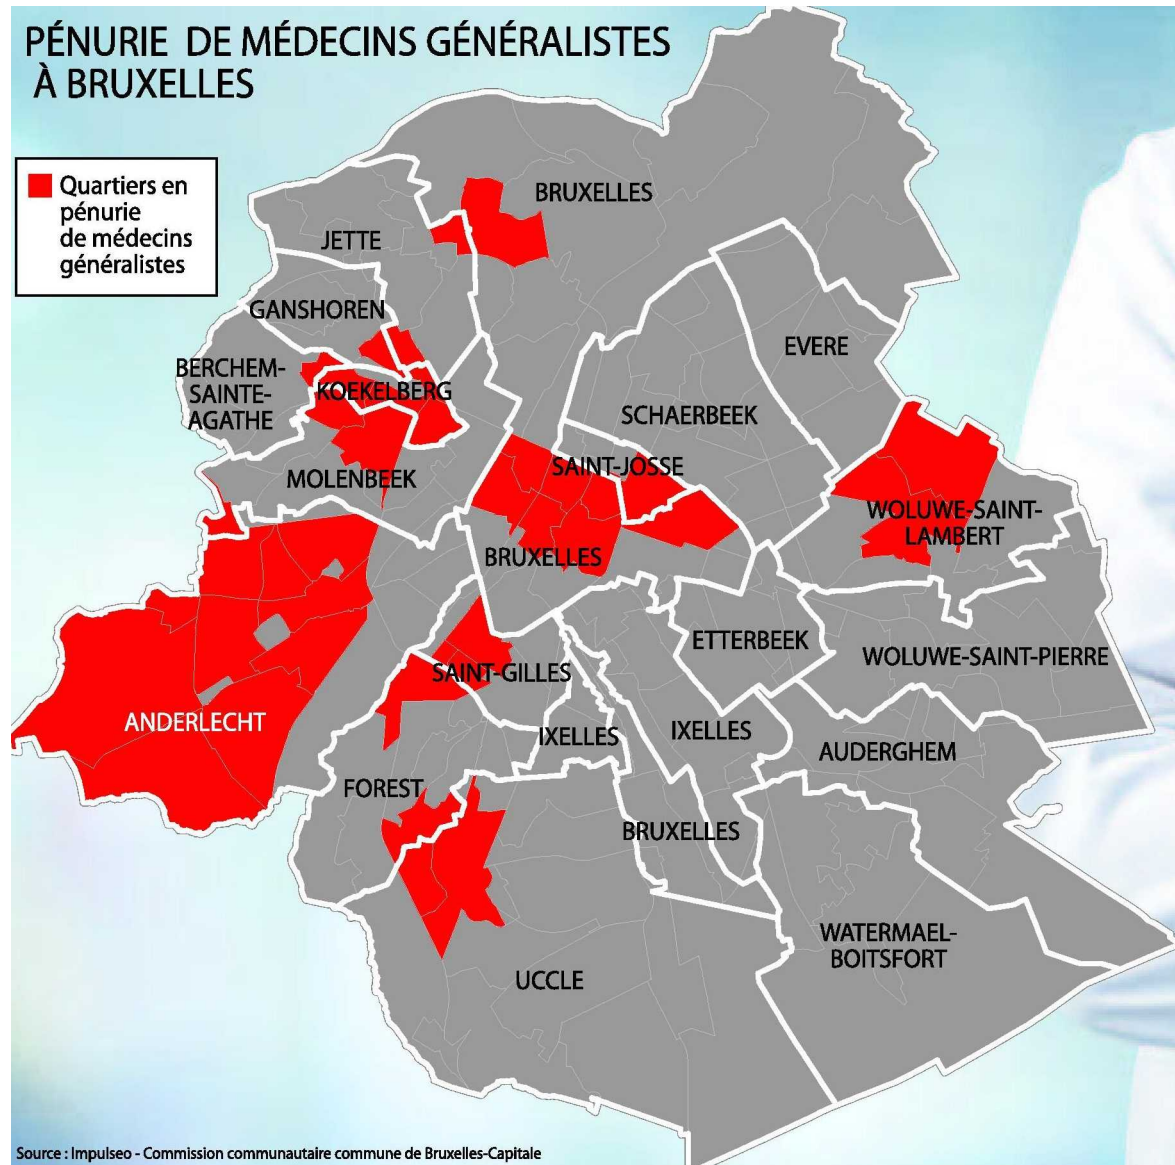 PÉNURIE DE MÉDECINS GÉNÉRALISTES
À BRUXELLES
Quartiers en
pénurie
de médecins
généralistes
BRUXELLES
JETTE
GANSHOREN
EVERE
BERCHEM-
SAINTE-
AGATHE
KOEKELBERG
SCHAERBEEK
SAINT-JOSSE
MOLENBEEK
WOLUWE-SAINT-
LAMBERT
BRUXELLES
ETTERBEEK
WOLUWE-SAINT-PIERRE
SAINT-GILLES
ANDERLECHT
IXELLES
IXELLES
AUDERGHEM
FOREST
BRUXELLES
WATERMAEL-
BOITSFORT
UCCLE
Source : Impulseo - Commission communautaire commune de Bruxelles-Capitale